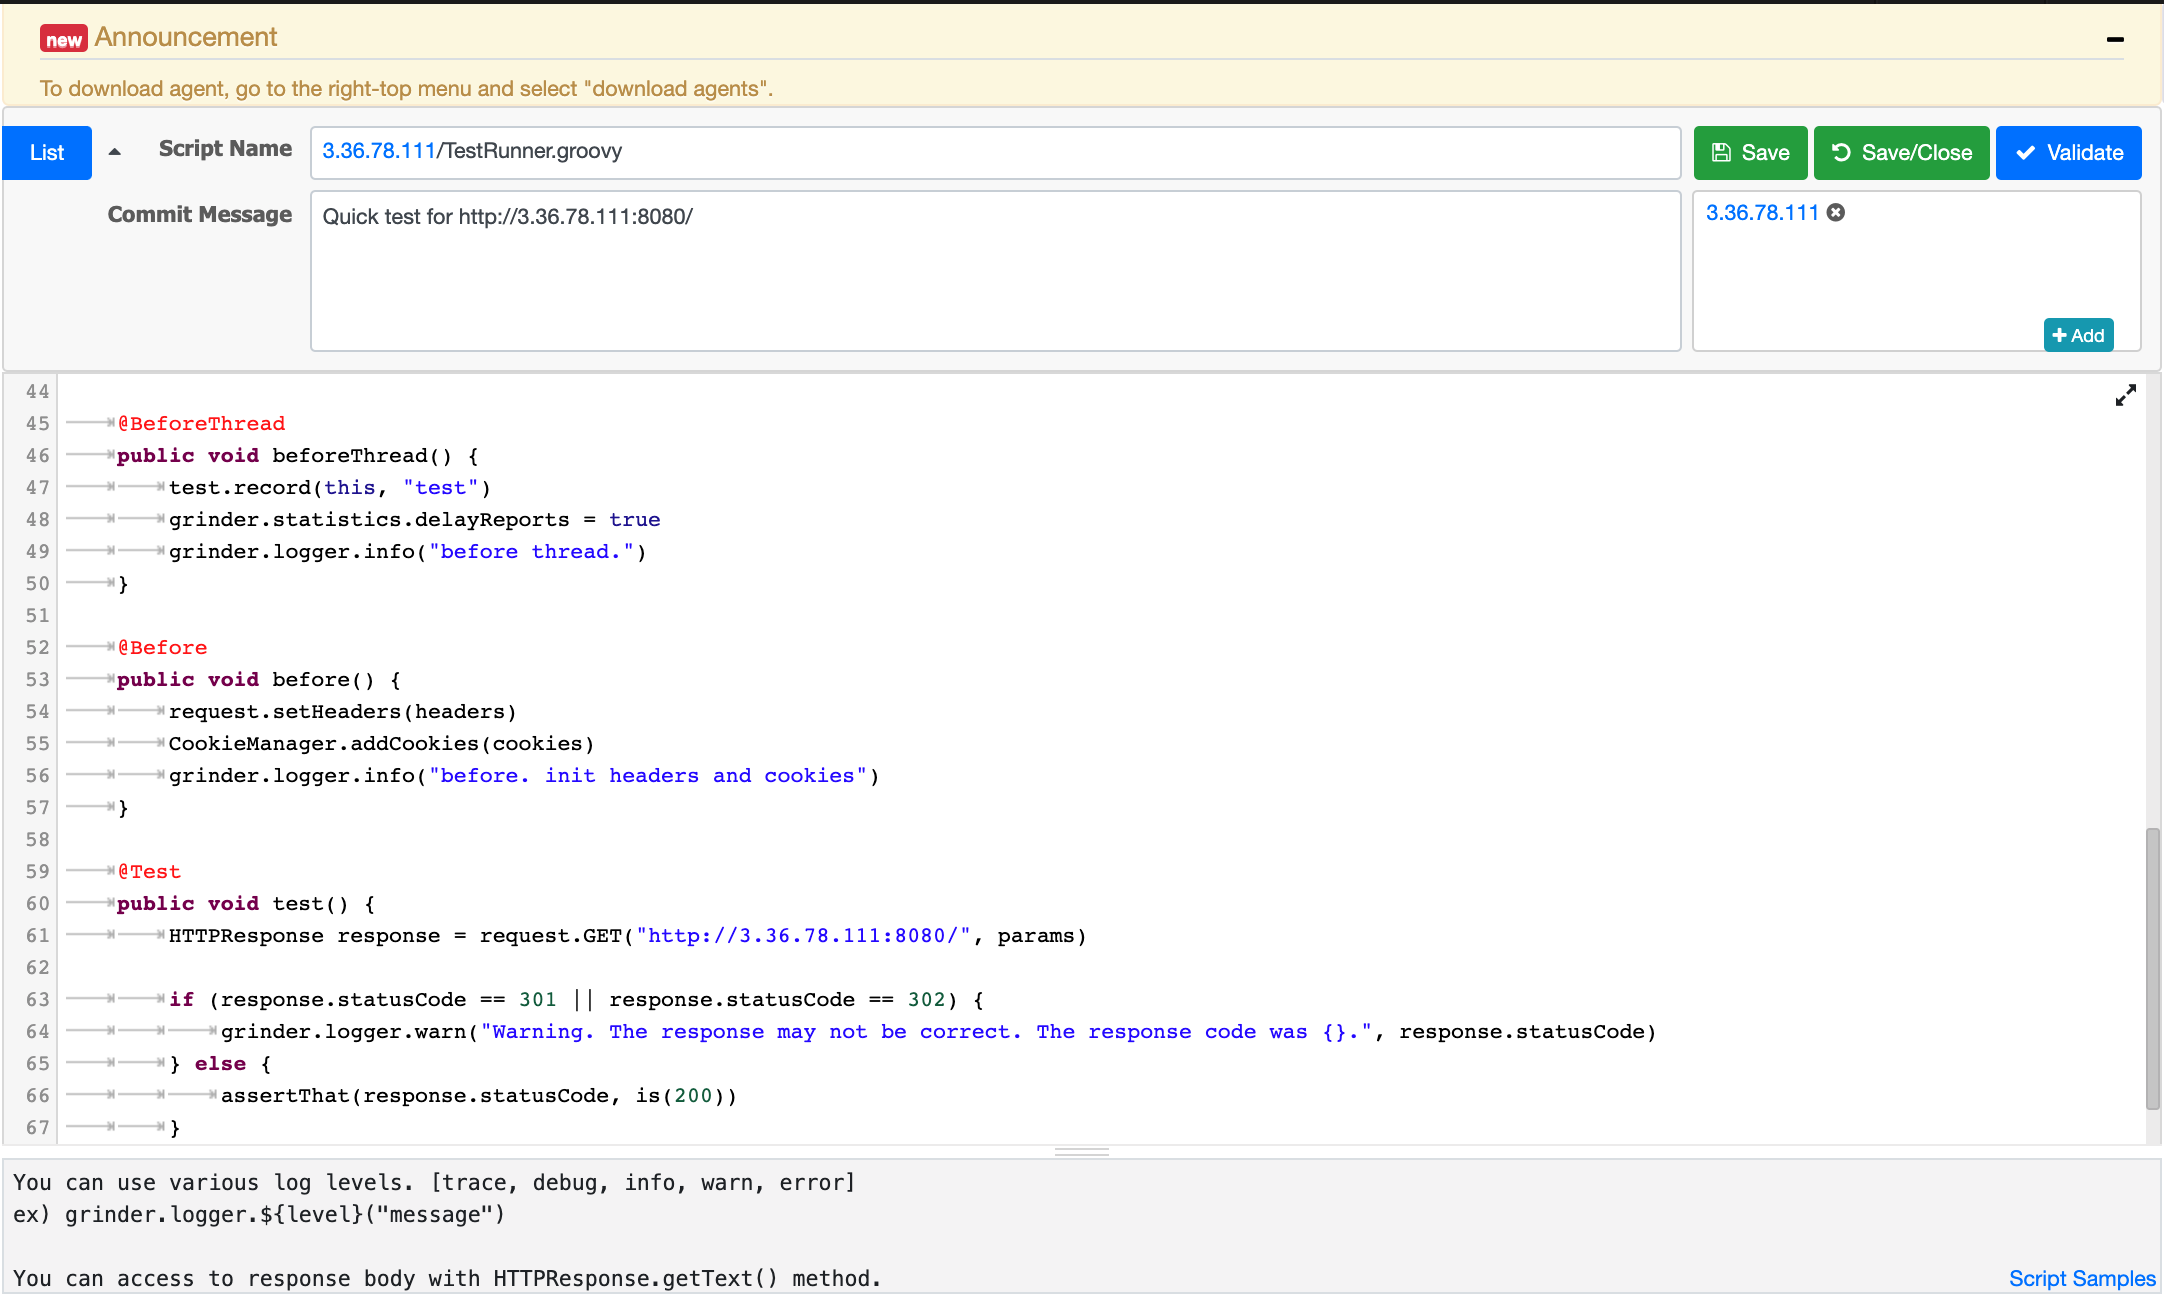 new Announcement
To download agent, go to the right-top menu and select "download agents".
List Script Name 3.36.78.111/TestRunner.groovy Save Save/Close Validate
Commit Message Quick test for http://3.36.78.111:8080/ 3.36.78.111
Add
44
45 @BeforeThread
46 public void beforeThread() {
47 test.record(this, "test")
48 grinder.statistics.delayReports = true
49 grinder.logger.info("before thread.")
50 }
51
52 @Before
53 public void before() {
54 request.setHeaders(headers)
55 CookieManager.addCookies(cookies)
56 grinder.logger.info("before. init headers and cookies")
57 }
58
59 @Test
60 public void test() {
61 HTTPResponse response = request.GET("http://3.36.78.111:8080/", params)
62
63 if (response.statusCode == 301 || response.statusCode == 302) {
64 grinder.logger.warn("Warning. The response may not be correct. The response code was {}.", response.statusCode)
65 } else {
66 assertThat(response.statusCode, is(200))
67 }
You can use various log levels. [trace, debug, info, warn, error]
ex) grinder.logger.${level}("message")
You can access to response body with HTTPResponse.getText() method.
Script Samples